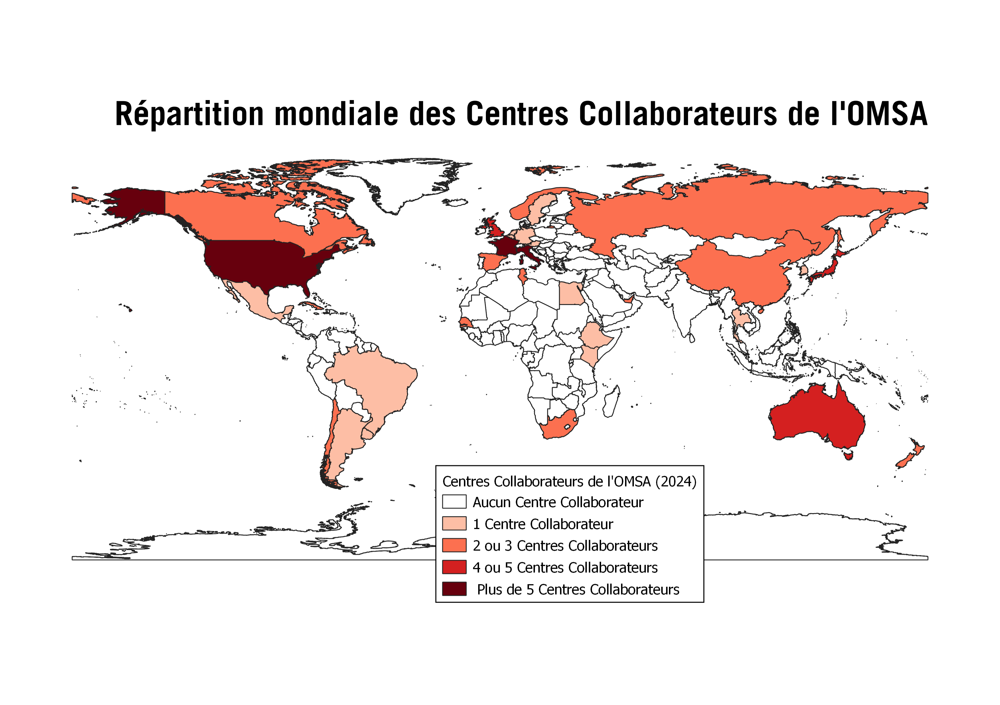 Répartition mondiale des Centres Collaborateurs de l'OMSA
Centres Collaborateurs de l'OMSA (2024)
Aucun Centre Collaborateur
1 Centre Collaborateur
2 ou 3 Centres Collaborateurs
4 ou 5 Centres Collaborateurs
Plus de 5 Centres Collaborateurs